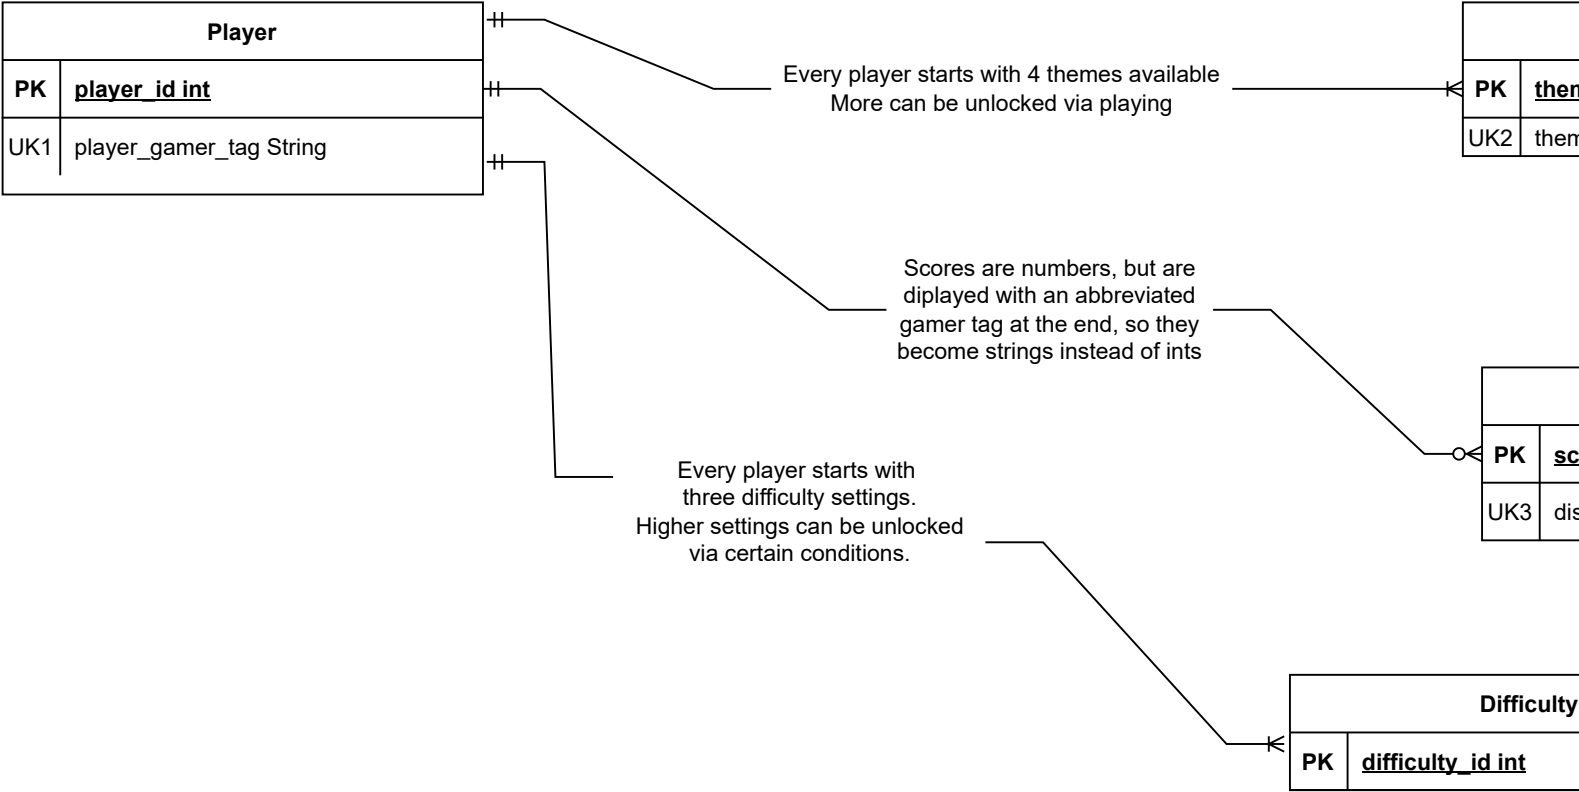 Player
PK player_id int
UK1 player_gamer_tag String
Every player starts with 4 themes available
More can be unlocked via playing
PK
UK2
Scores are numbers, but are
diplayed with an abbreviated
gamer tag at the end, so they
become strings instead of ints
PK
UK3
Every player starts with
three difficulty settings.
Higher settings can be unlocked
via certain conditions.
Difficulty
PK difficulty_id int